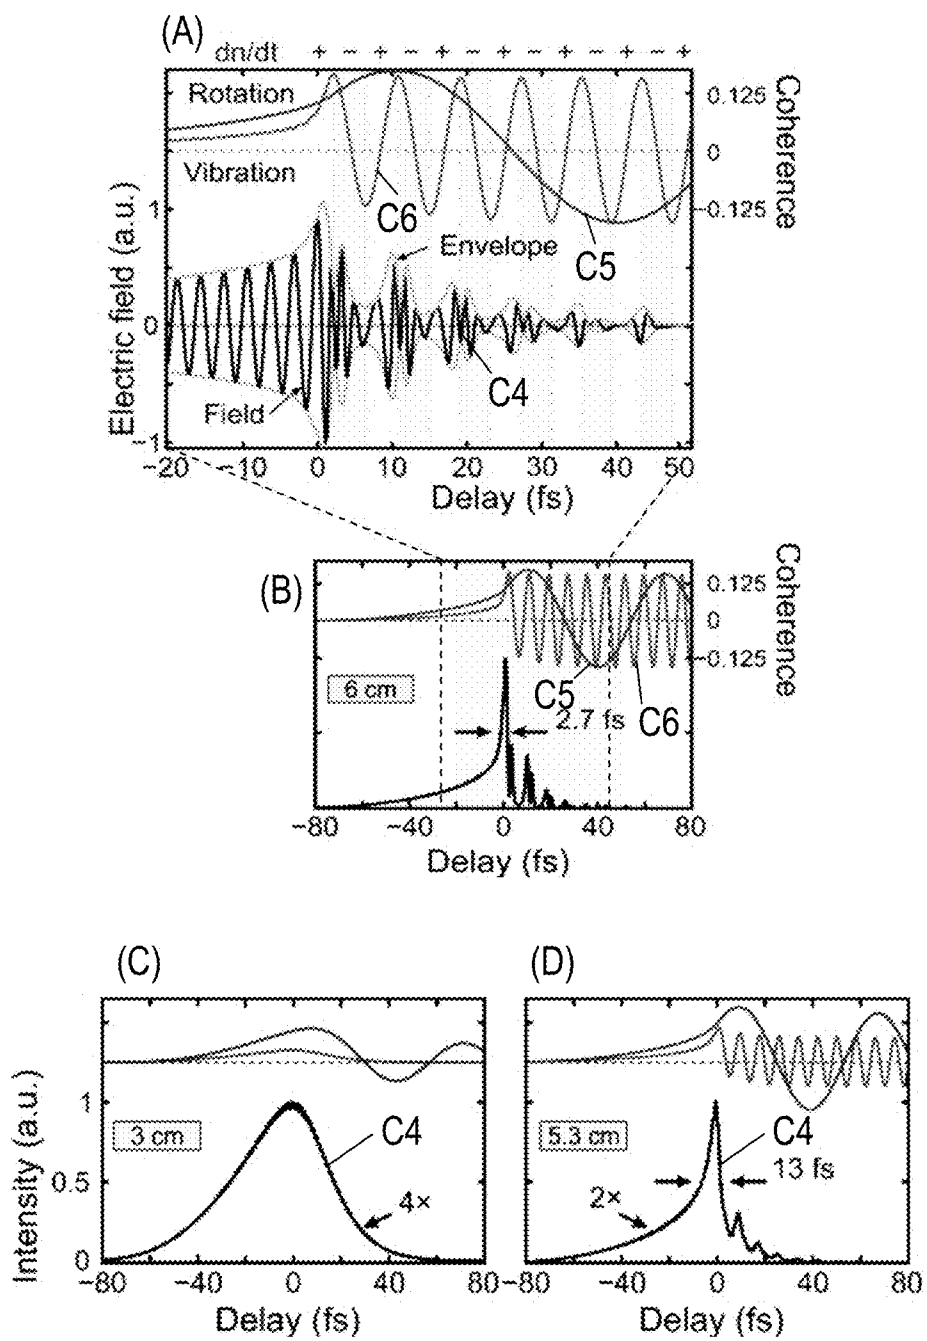 (A)
dn/dt + − + − + − + − + − + − +
Rotation
Vibration
C6
C5
Envelope
C4
Field
Electric field (a.u.)
1
0
−1
0.125
0
−0.125
Coherence
−20 −10 0 10 20 30 40 50
Delay (fs)
(B)
0.125
0
−0.125
Coherence
6 cm
C5
C6
2.7 fs
−80 −40 0 40 80
Delay (fs)
(C)
(D)
Intensity (a.u.)
1
0.5
0
3 cm
C4
4×
5.3 cm
C4
13 fs
2×
−80 −40 0 40 80
−80 −40 0 40 80
Delay (fs)
Delay (fs)